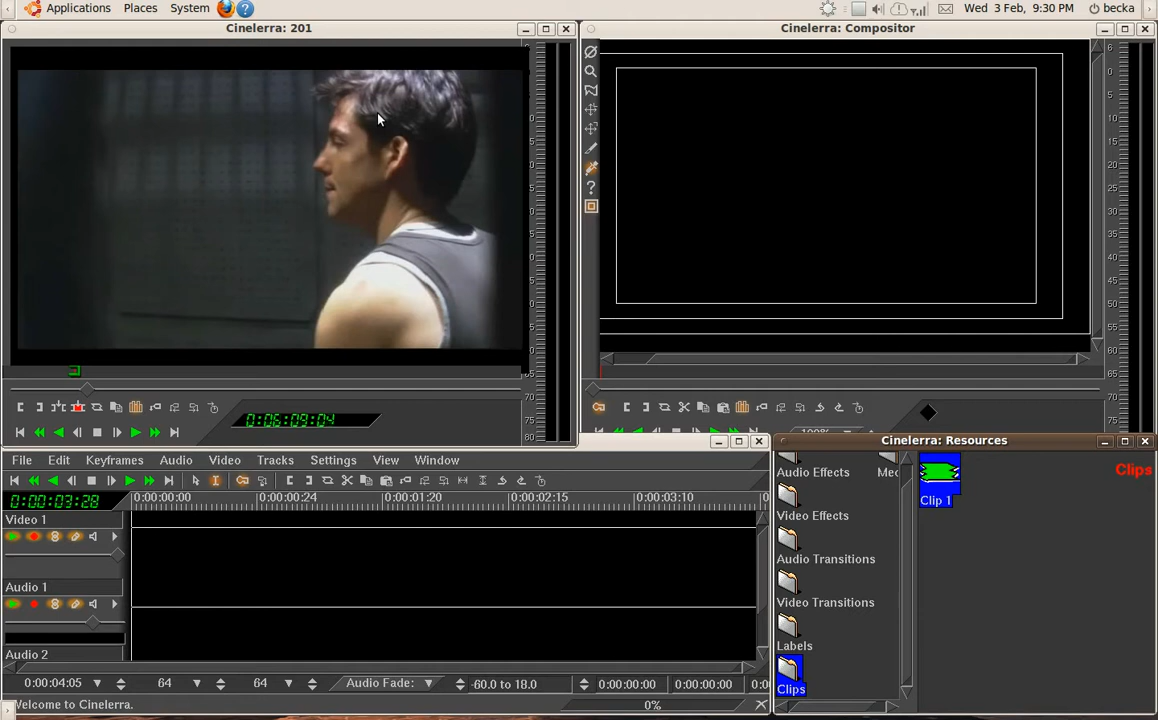 Applications Places System Wed 3 Feb, 9:30 PM becka
Cinelerra: 201
Cinelerra: Compositor
0:06:09:04
Cinelerra: Resources
File Edit Keyframes Audio Video Tracks Settings View Window
0:00:03:28
0:00:00:00 0:00:00:24 0:00:01:20 0:00:02:15 0:00:03:10
Video 1
Audio 1
Audio 2
0:00:04:05 64 64 Audio Fade: -60.0 to 18.0 0:00:00:00 0:00:00:00
Welcome to Cinelerra. 0%
Audio Effects
Video Effects
Audio Transitions
Video Transitions
Labels
Clips
Clip 1
Clips